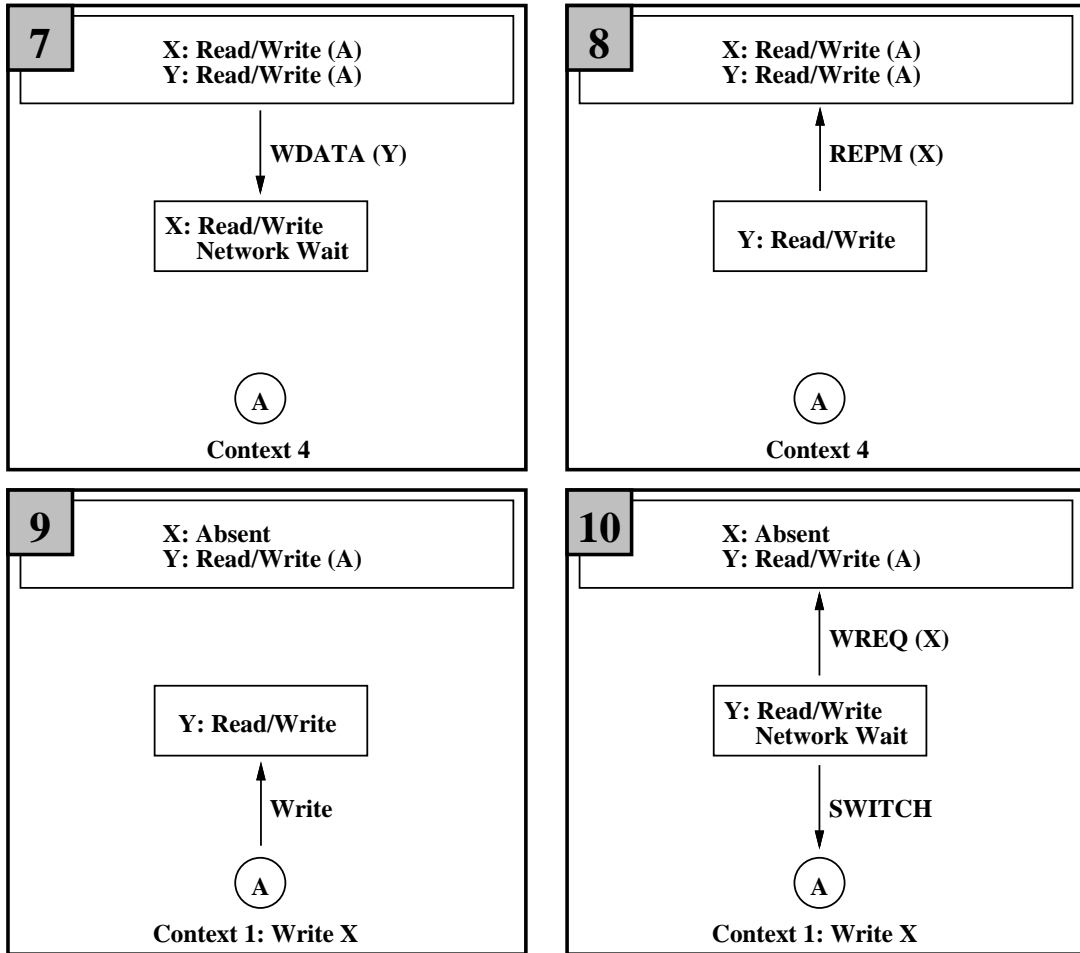 7
X: Read/Write (A)
Y: Read/Write (A)
WDATA (Y)
X: Read/Write
Network Wait
A
Context 4
8
X: Read/Write (A)
Y: Read/Write (A)
REPM (X)
Y: Read/Write
A
Context 4
9
X: Absent
Y: Read/Write (A)
Y: Read/Write
Write
A
Context 1: Write X
10
X: Absent
Y: Read/Write (A)
WREQ (X)
Y: Read/Write
Network Wait
SWITCH
A
Context 1: Write X